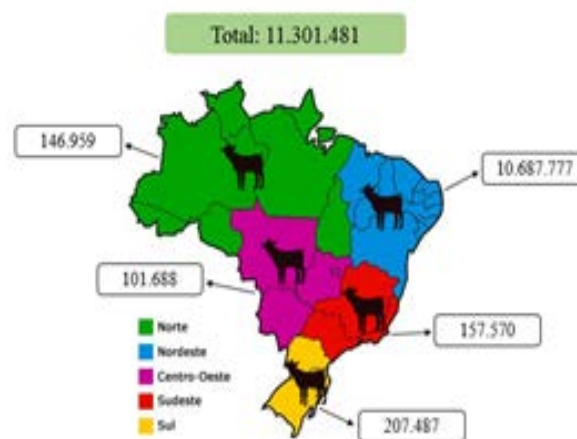 Total: 11.301.481
146.959
10.687.777
101.688
157.570
207.487
Norte
Nordeste
Centro-Oeste
Sudeste
Sul